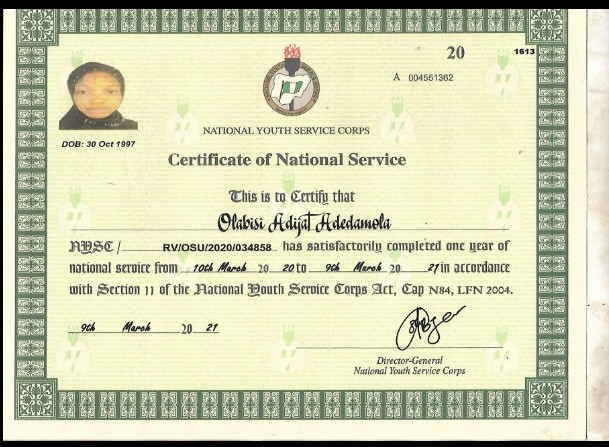 20
1613
A 004551362
DOB: 30 Oct 1997
NATIONAL YOUTH SERVICE CORPS
Certificate of National Service
This is to Certify that
Olabisi Adijat Adedamola
NYSC/ RV/OSU/2020/034858 has satisfactorily completed one year of
national service from 10th March 20 20 to 9th March 20 21 in accordance
with Section 11 of the National Youth Service Corps Act, Cap N84, LFN 2004.
9th March 20 21
Director-General
National Youth Service Corps